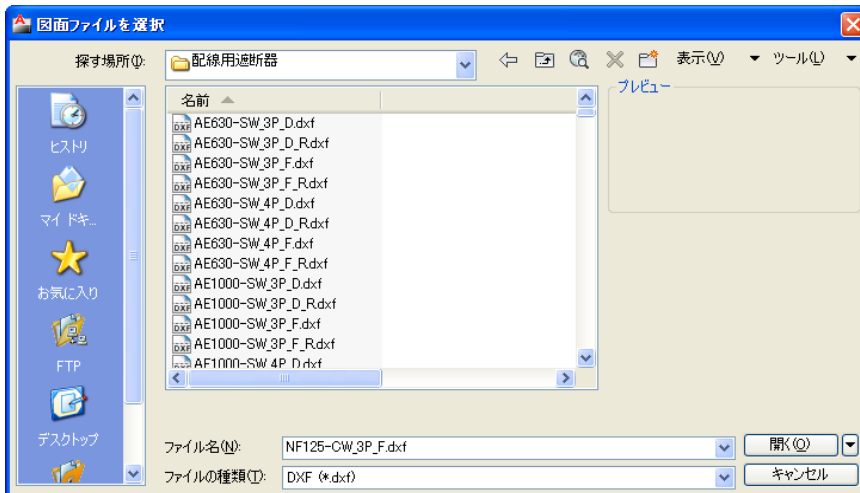 図面ファイルを選択
探す場所(I): 配線用遮断器 表示(V) ツール(L)
ヒストリ
マイ ドキ...
お気に入り
FTP
デスクトップ
名前
AE630-SW_3P_D.dxf
AE630-SW_3P_D_R.dxf
AE630-SW_3P_F.dxf
AE630-SW_3P_F_R.dxf
AE630-SW_4P_D.dxf
AE630-SW_4P_D_R.dxf
AE630-SW_4P_F.dxf
AE630-SW_4P_F_R.dxf
AE1000-SW_3P_D.dxf
AE1000-SW_3P_D_R.dxf
AE1000-SW_3P_F.dxf
AE1000-SW_3P_F_R.dxf
AE1000-SW_4P_D.dxf
プレビュー
ファイル名(N): NF125-CW_3P_F.dxf 開く(O)
ファイルの種類(T): DXF (*.dxf) キャンセル